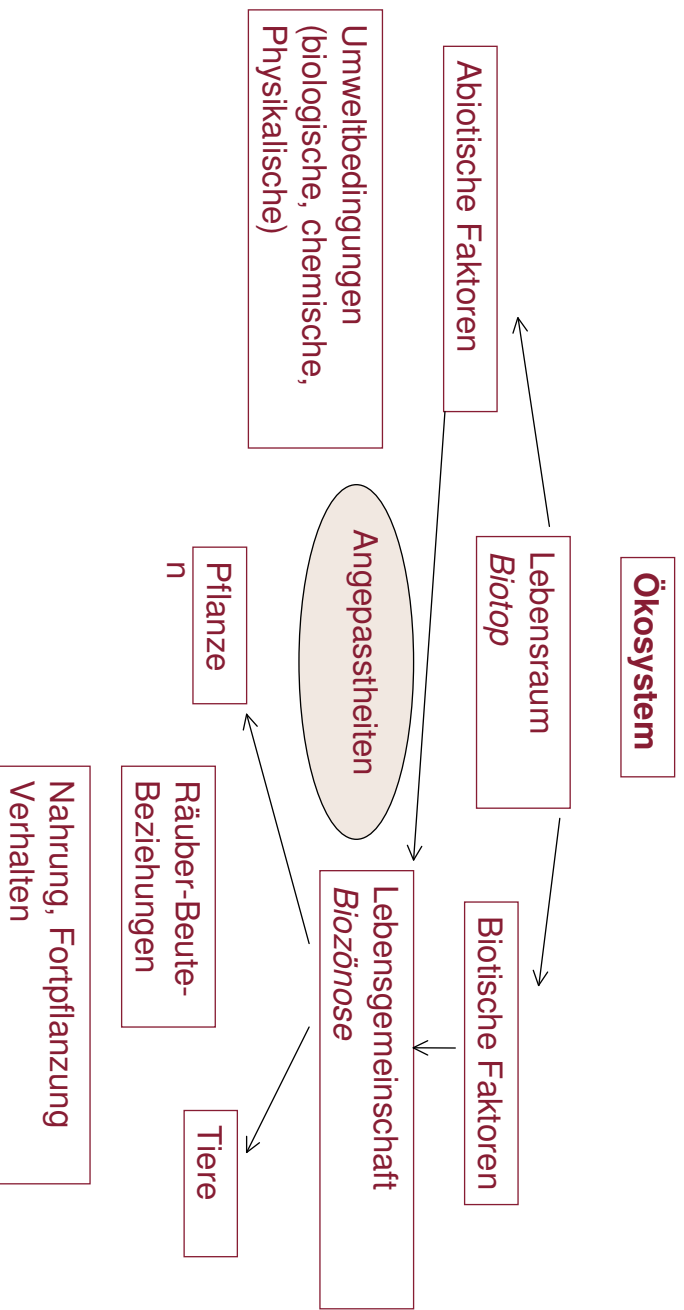 Ökosystem
Lebensraum
Biotop
Abiotische Faktoren
Biotische Faktoren
Umweltbedingungen
(biologische, chemische,
Physikalische)
Angepasstheiten
Lebensgemeinschaft
Biozönose
Pflanze
n
Tiere
Räuber-Beute-
Beziehungen
Nahrung, Fortpflanzung
Verhalten